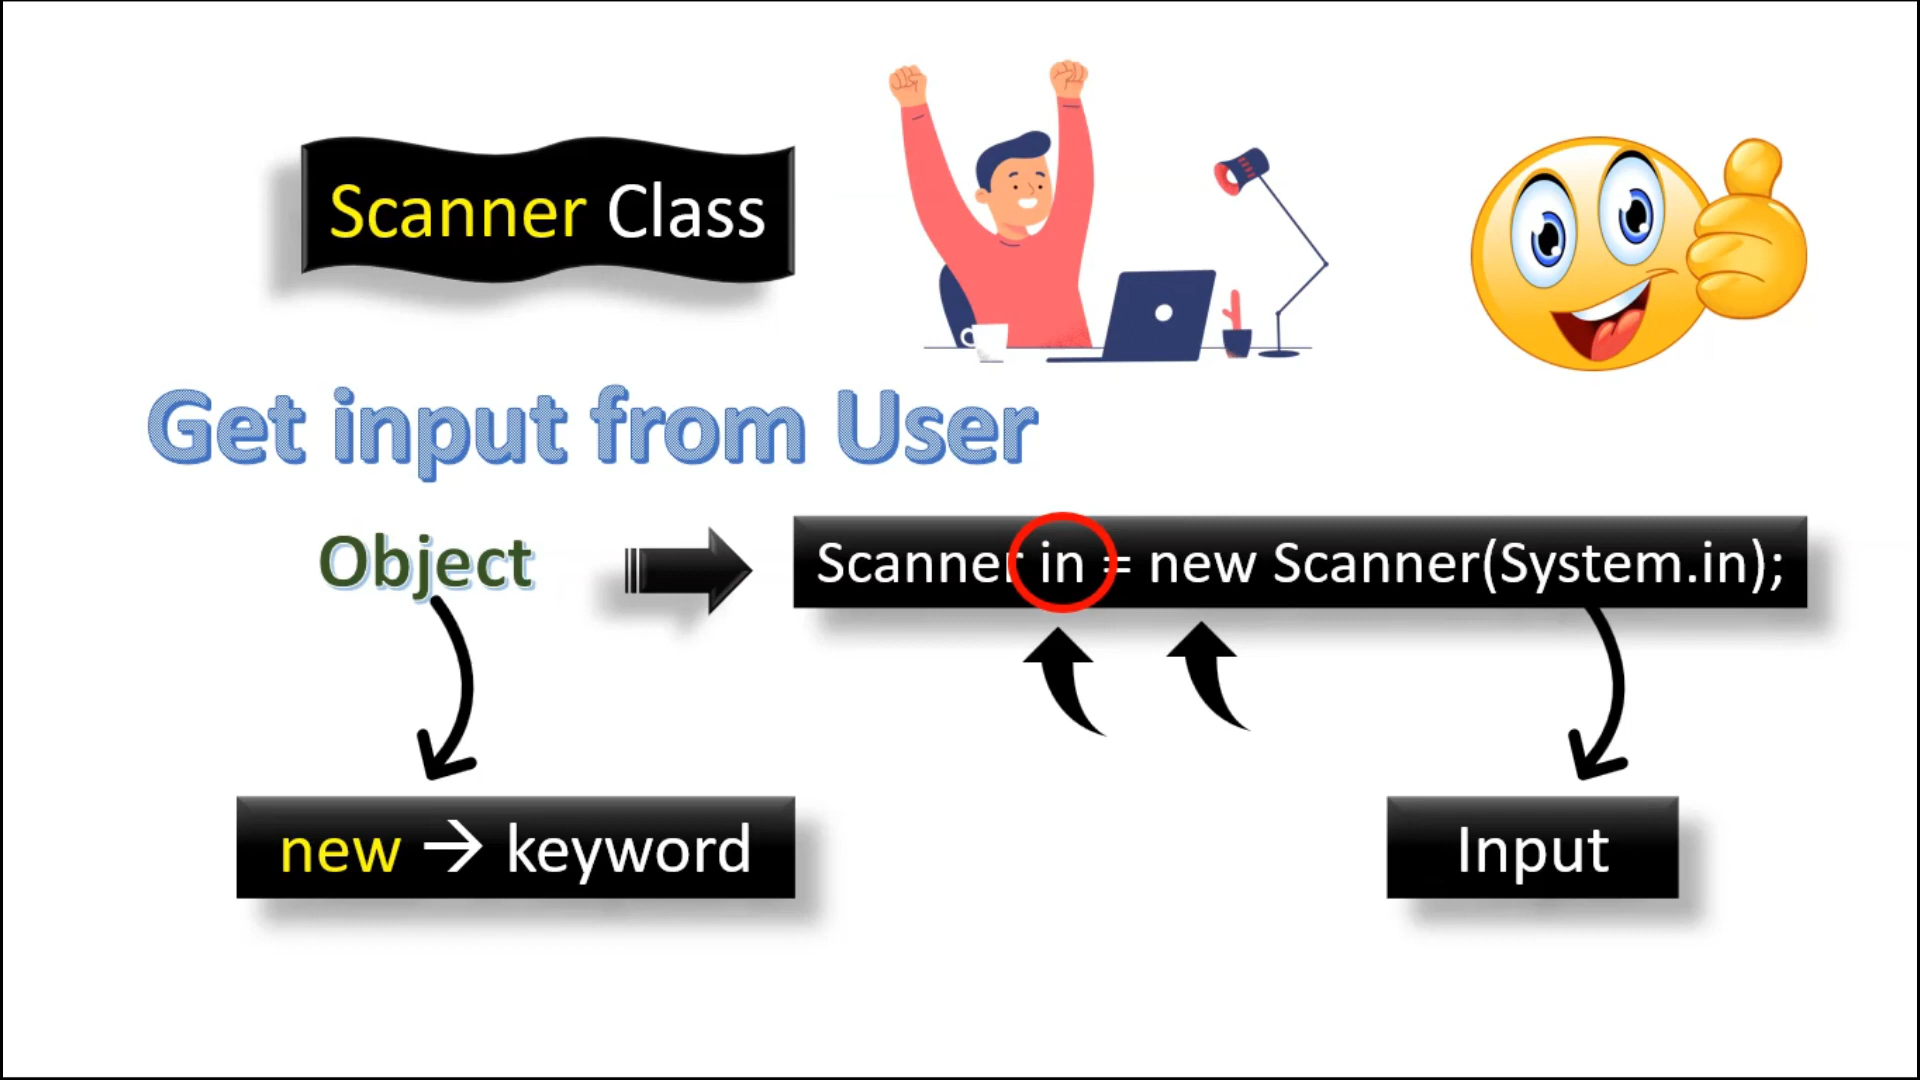 Scanner Class
Get input from User
Object
Scanner in = new Scanner(System.in);
new → keyword
Input